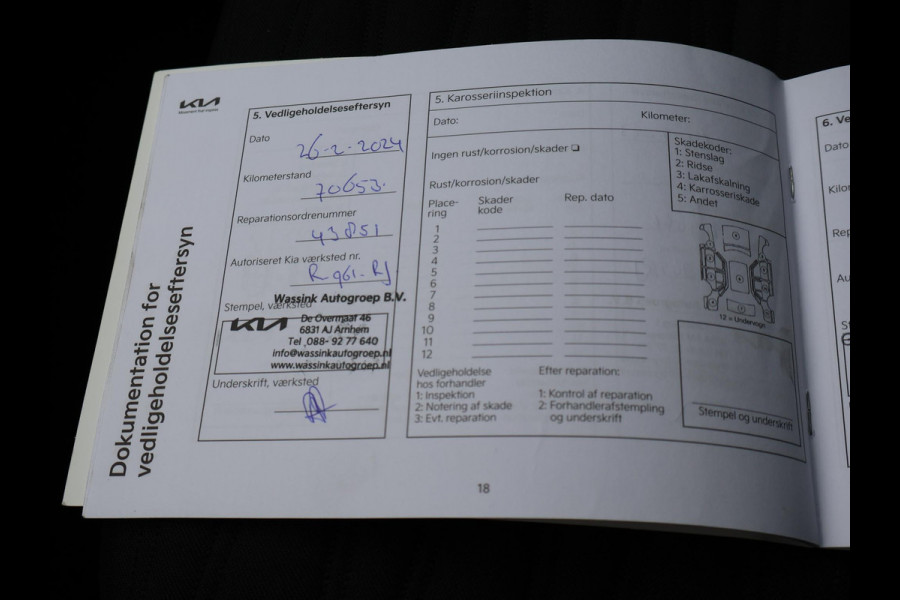 KIA
Movement that inspires
Dokumentation for
vedligeholdelseseftersyn
5. Vedligeholdelseseftersyn
Dato
26-2-2024
Kilometerstand
70653.
Reparationsordrenummer
43851
Autoriseret Kia værksted nr.
Stempel, værksted
Wassink Autogroep B.V.
KIA
De Overmaat 46
6831 AJ Arnhem
Tel .088- 92 77 640
info@wassinkautogroep.nl
www.wassinkautogroep.nl
Underskrift, værksted
5. Karosseriinspektion
Dato:
Kilometer:
Ingen rust/korrosion/skader ❏
Skadekoder:
1: Stenslag
2: Ridse
3: Lakafskalning
4: Karrosseriskade
5: Andet
Rust/korrosion/skader
Place-
ring
Skader
kode
Rep. dato
1
2
3
4
5
6
7
8
9
10
11
12
12 = Undervogn
Vedligeholdelse
hos forhandler
1: Inspektion
2: Notering af skade
3: Evt. reparation
Efter reparation:
1: Kontrol af reparation
2: Forhandlerafstempling
og underskrift
Stempel og underskrift
18
6. Ve
Dato
Kilo
Rep
Au